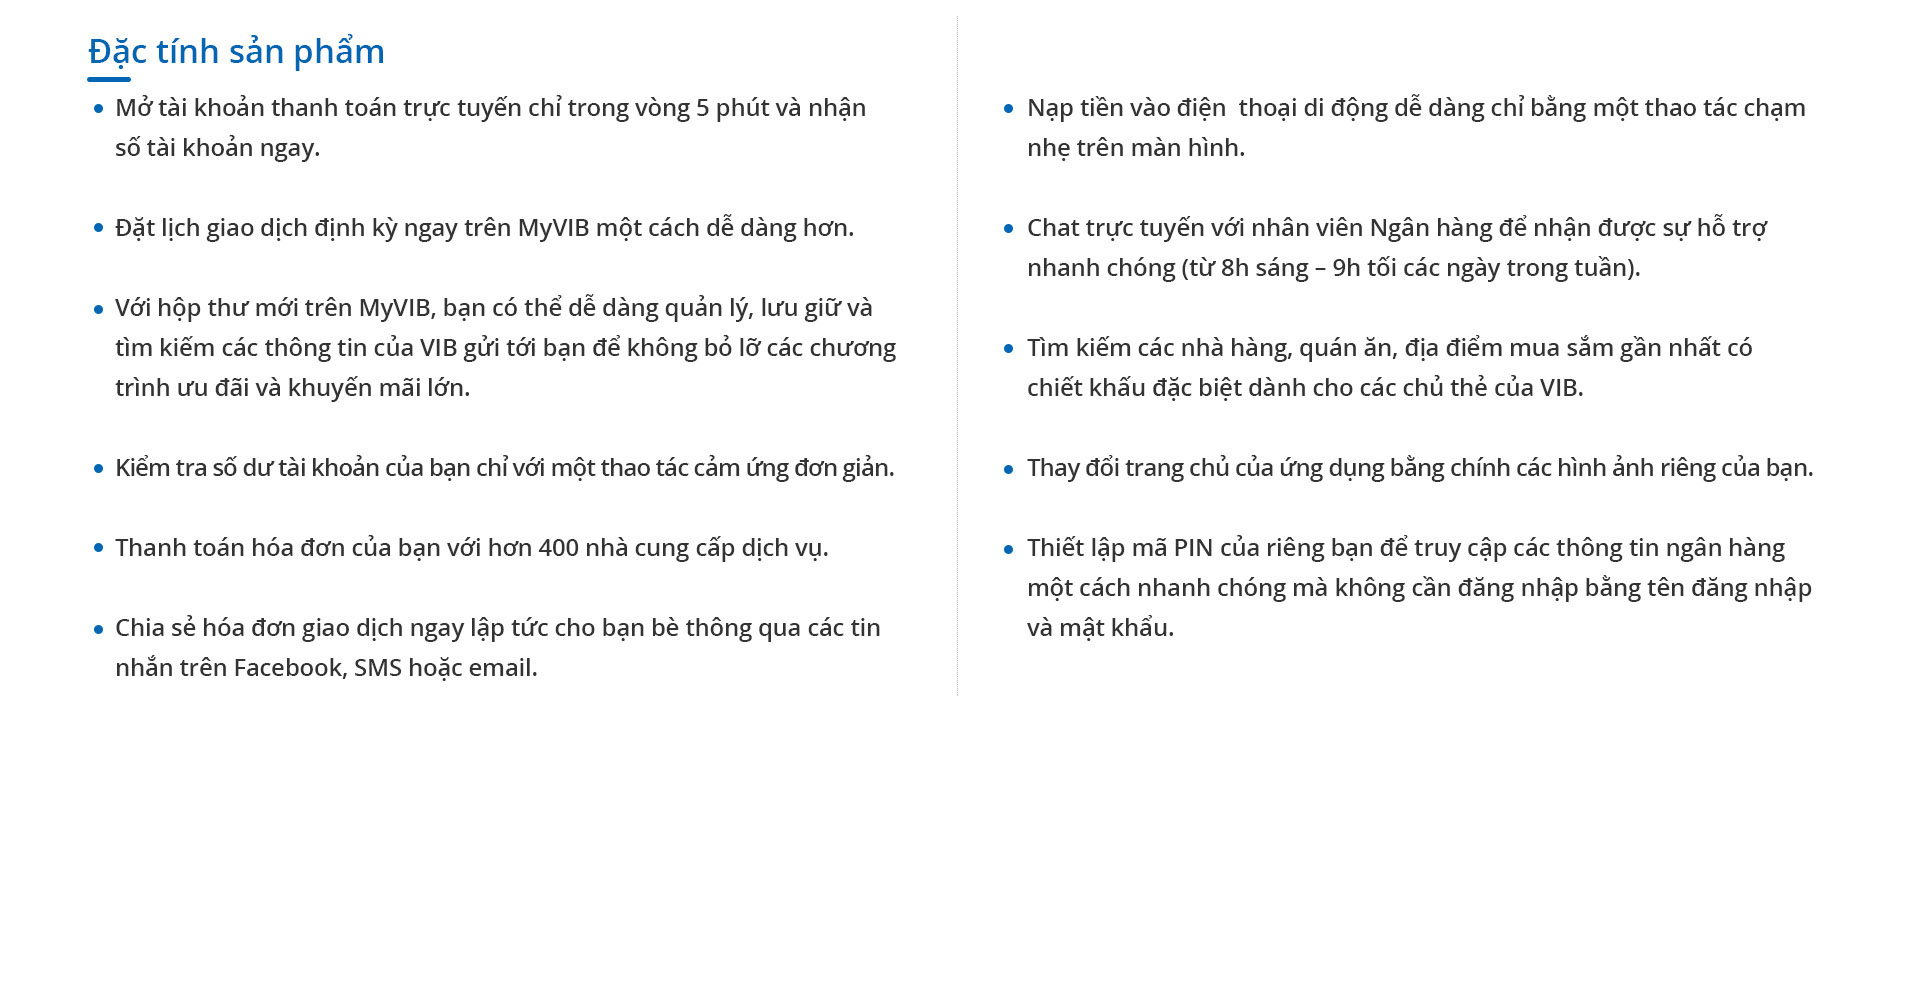 Đặc tính sản phẩm
Mở tài khoản thanh toán trực tuyến chỉ trong vòng 5 phút và nhận
số tài khoản ngay.
Đặt lịch giao dịch định kỳ ngay trên MyVIB một cách dễ dàng hơn.
Với hộp thư mới trên MyVIB, bạn có thể dễ dàng quản lý, lưu giữ và
tìm kiếm các thông tin của VIB gửi tới bạn để không bỏ lỡ các chương
trình ưu đãi và khuyến mãi lớn.
Kiểm tra số dư tài khoản của bạn chỉ với một thao tác cảm ứng đơn giản.
Thanh toán hóa đơn của bạn với hơn 400 nhà cung cấp dịch vụ.
Chia sẻ hóa đơn giao dịch ngay lập tức cho bạn bè thông qua các tin
nhắn trên Facebook, SMS hoặc email.
Nạp tiền vào điện  thoại di động dễ dàng chỉ bằng một thao tác chạm
nhẹ trên màn hình.
Chat trực tuyến với nhân viên Ngân hàng để nhận được sự hỗ trợ
nhanh chóng (từ 8h sáng – 9h tối các ngày trong tuần).
Tìm kiếm các nhà hàng, quán ăn, địa điểm mua sắm gần nhất có
chiết khấu đặc biệt dành cho các chủ thẻ của VIB.
Thay đổi trang chủ của ứng dụng bằng chính các hình ảnh riêng của bạn.
Thiết lập mã PIN của riêng bạn để truy cập các thông tin ngân hàng
một cách nhanh chóng mà không cần đăng nhập bằng tên đăng nhập
và mật khẩu.